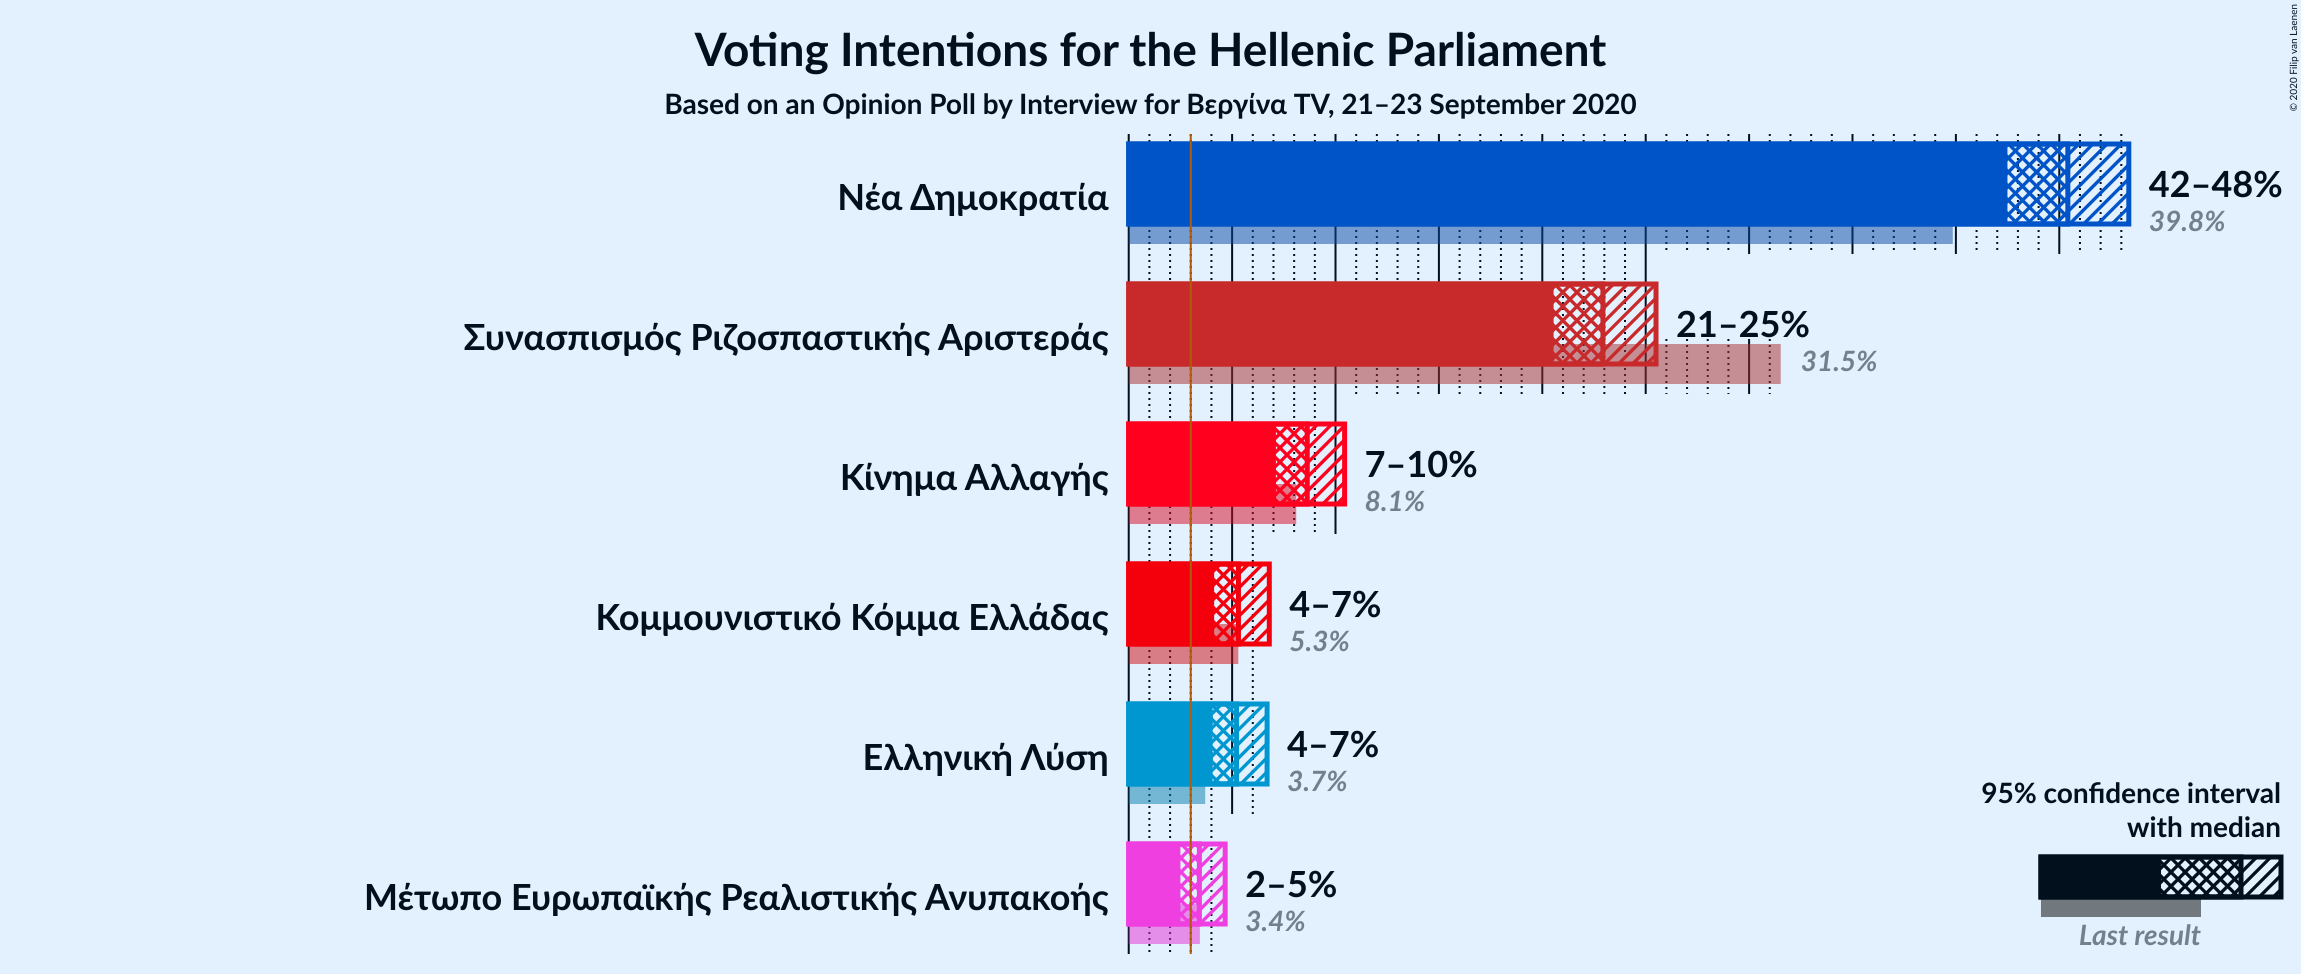 Voting Intentions for the Hellenic Parliament
Based on an Opinion Poll by Interview for Βεργίνα TV, 21–23 September 2020
© 2020 Filip van Laenen
Νέα Δημοκρατία
42–48%
39.8%
Συνασπισμός Ριζοσπαστικής Αριστεράς
21–25%
31.5%
Κίνημα Αλλαγής
7–10%
8.1%
Κομμουνιστικό Κόμμα Ελλάδας
4–7%
5.3%
Ελληνική Λύση
4–7%
3.7%
Μέτωπο Ευρωπαϊκής Ρεαλιστικής Ανυπακοής
2–5%
3.4%
95% confidence interval
with median
Last result